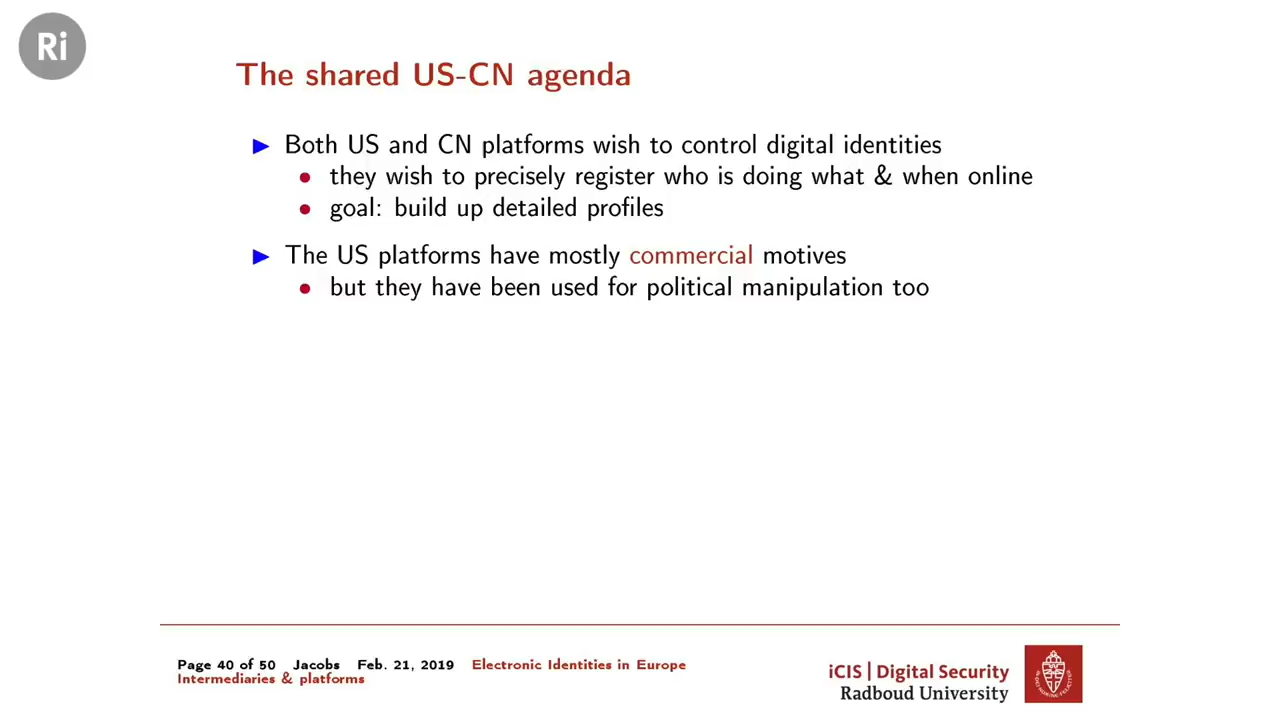 Ri
The shared US-CN agenda
Both US and CN platforms wish to control digital identities
they wish to precisely register who is doing what & when online
goal: build up detailed profiles
The US platforms have mostly commercial motives
but they have been used for political manipulation too
Page 40 of 50 Jacobs Feb. 21, 2019 Electronic Identities in Europe
Intermediaries & platforms
iCIS | Digital Security
Radboud University